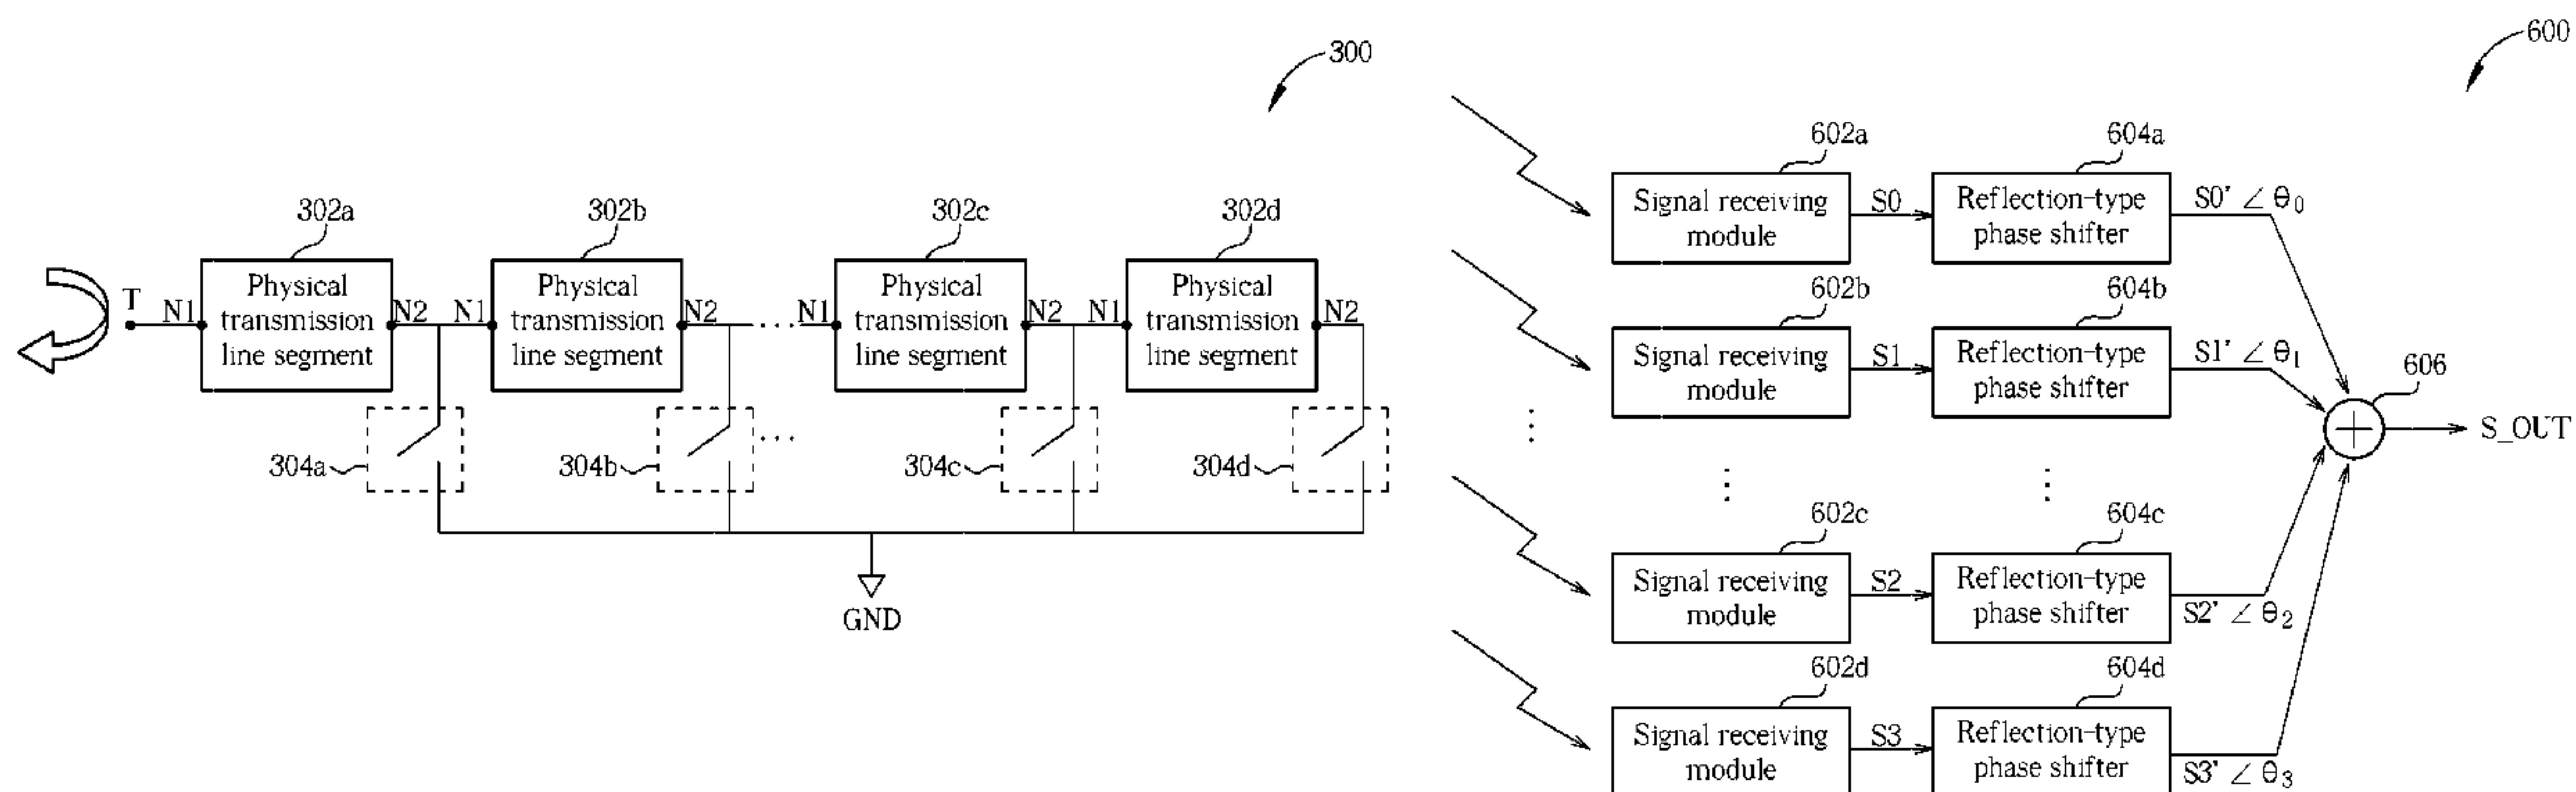 300
302a
302b
302c
302d
T
N1
Physical
transmission
line segment
N2
N1
Physical
transmission
line segment
N2
N1
Physical
transmission
line segment
N2
N1
Physical
transmission
line segment
N2
304a
304b
304c
304d
GND
600
602a
604a
Signal receiving
module
S0
Reflection-type
phase shifter
S0' ∠ θ0
602b
604b
Signal receiving
module
S1
Reflection-type
phase shifter
S1' ∠ θ1
606
S_OUT
602c
604c
Signal receiving
module
S2
Reflection-type
phase shifter
S2' ∠ θ2
602d
604d
Signal receiving
module
S3
Reflection-type
phase shifter
S3' ∠ θ3